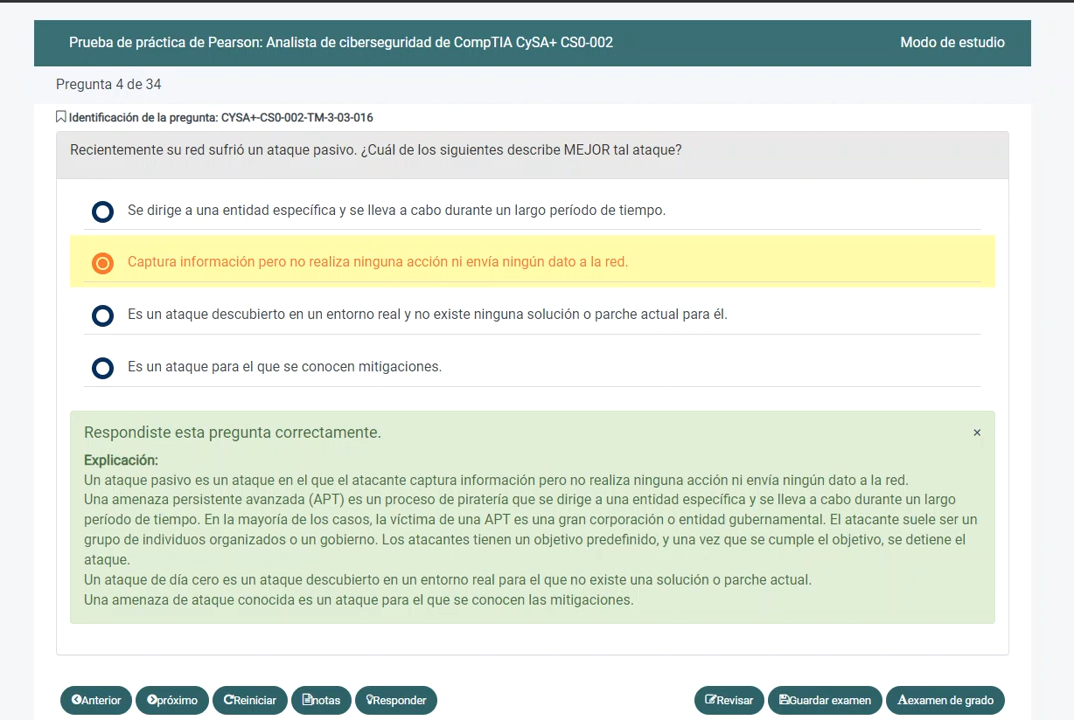 Prueba de práctica de Pearson: Analista de ciberseguridad de CompTIA CySA+ CS0-002
Modo de estudio
Pregunta 4 de 34
Identificación de la pregunta: CYSA+-CS0-002-TM-3-03-016
Recientemente su red sufrió un ataque pasivo. ¿Cuál de los siguientes describe MEJOR tal ataque?
Se dirige a una entidad específica y se lleva a cabo durante un largo período de tiempo.
Captura información pero no realiza ninguna acción ni envía ningún dato a la red.
Es un ataque descubierto en un entorno real y no existe ninguna solución o parche actual para él.
Es un ataque para el que se conocen mitigaciones.
Respondiste esta pregunta correctamente.
×
Explicación:
Un ataque pasivo es un ataque en el que el atacante captura información pero no realiza ninguna acción ni envía ningún dato a la red.
Una amenaza persistente avanzada (APT) es un proceso de piratería que se dirige a una entidad específica y se lleva a cabo durante un largo
período de tiempo. En la mayoría de los casos, la víctima de una APT es una gran corporación o entidad gubernamental. El atacante suele ser un
grupo de individuos organizados o un gobierno. Los atacantes tienen un objetivo predefinido, y una vez que se cumple el objetivo, se detiene el
ataque.
Un ataque de día cero es un ataque descubierto en un entorno real para el que no existe una solución o parche actual.
Una amenaza de ataque conocida es un ataque para el que se conocen las mitigaciones.
Anterior
próximo
Reiniciar
notas
Responder
Revisar
Guardar examen
examen de grado